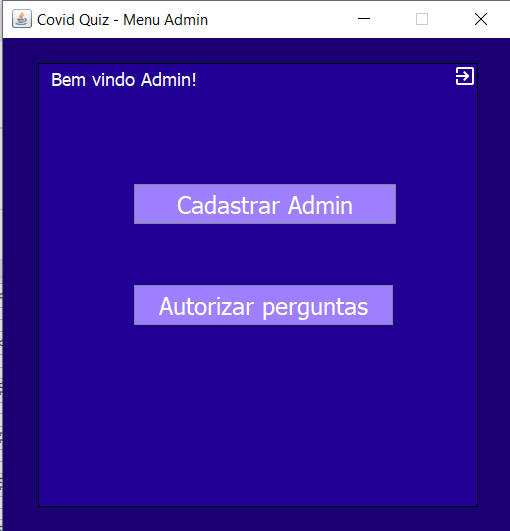 Covid Quiz - Menu Admin
Bem vindo Admin!
Cadastrar Admin
Autorizar perguntas